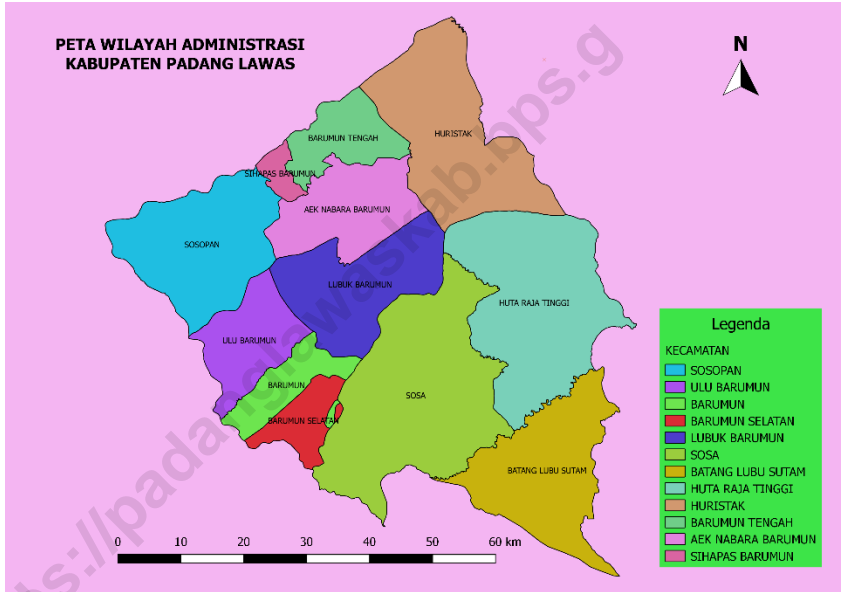 PETA WILAYAH ADMINISTRASI
KABUPATEN PADANG LAWAS
N
HURISTAK
BARUMUN TENGAH
SIHAPAS BARUMUN
AEK NABARA BARUMUN
SOSOPAN
LUBUK BARUMUN
HUTA RAJA TINGGI
ULU BARUMUN
BARUMUN
SOSA
BARUMUN SELATAN
BATANG LUBU SUTAM
Legenda
KECAMATAN
SOSOPAN
ULU BARUMUN
BARUMUN
BARUMUN SELATAN
LUBUK BARUMUN
SOSA
BATANG LUBU SUTAM
HUTA RAJA TINGGI
HURISTAK
BARUMUN TENGAH
AEK NABARA BARUMUN
SIHAPAS BARUMUN
0 10 20 30 40 50 60 km
s://padanglawaskab.bps.g